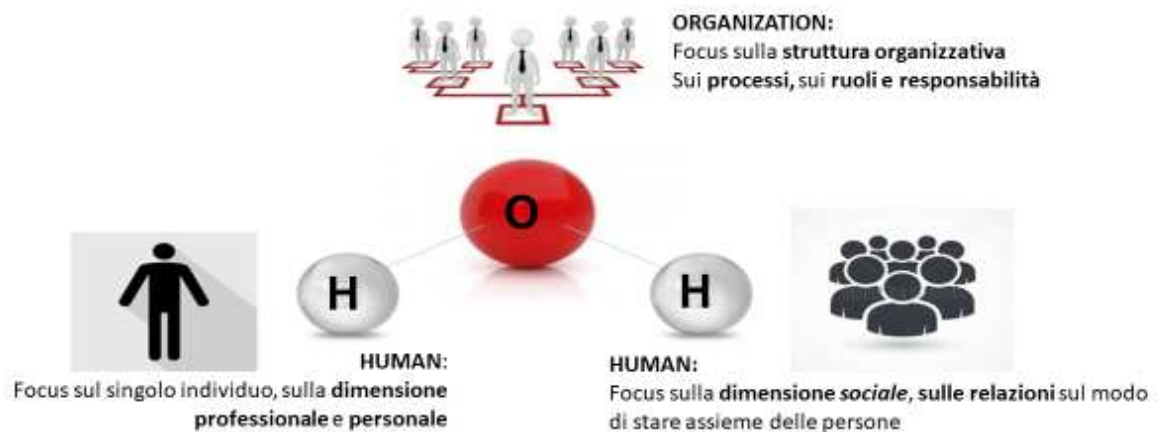 ORGANIZATION:
Focus sulla struttura organizzativa
Sui processi, sui ruoli e responsabilità
O
H
H
HUMAN:
Focus sul singolo individuo, sulla dimensione
professionale e personale
HUMAN:
Focus sulla dimensione sociale, sulle relazioni sul modo
di stare assieme delle persone